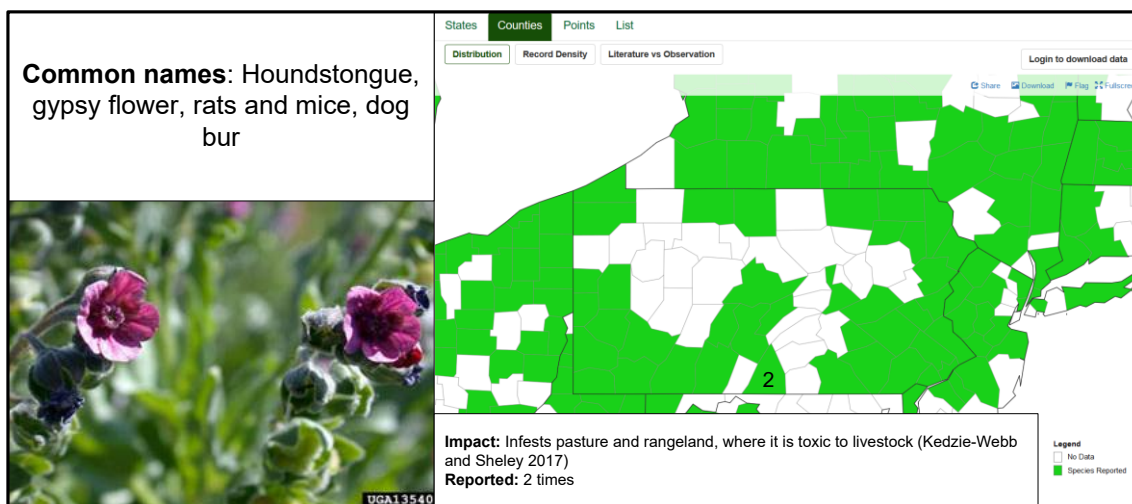 Common names: Houndstongue,
gypsy flower, rats and mice, dog
bur
States Counties Points List
Distribution Record Density Literature vs Observation
Login to download data
Share Download Flag Fullscreen
2
Impact: Infests pasture and rangeland, where it is toxic to livestock (Kedzie-Webb
and Sheley 2017)
Reported: 2 times
Legend
No Data
Species Reported
UGA13540